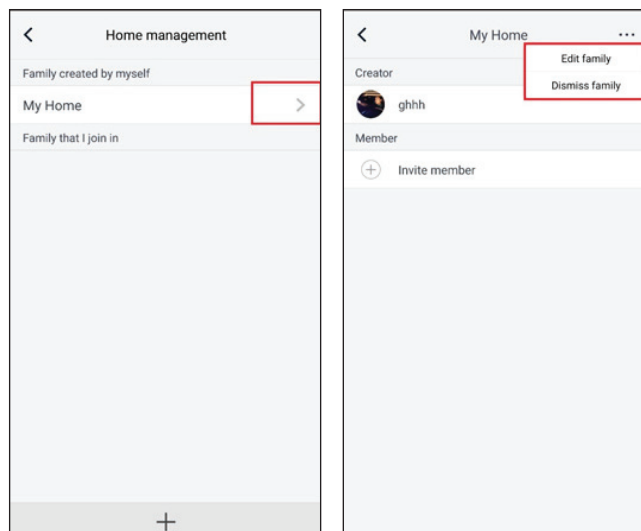 Home management
Family created by myself
My Home
Family that I join in
My Home
Edit family
Dismiss family
Creator
ghhh
Member
Invite member